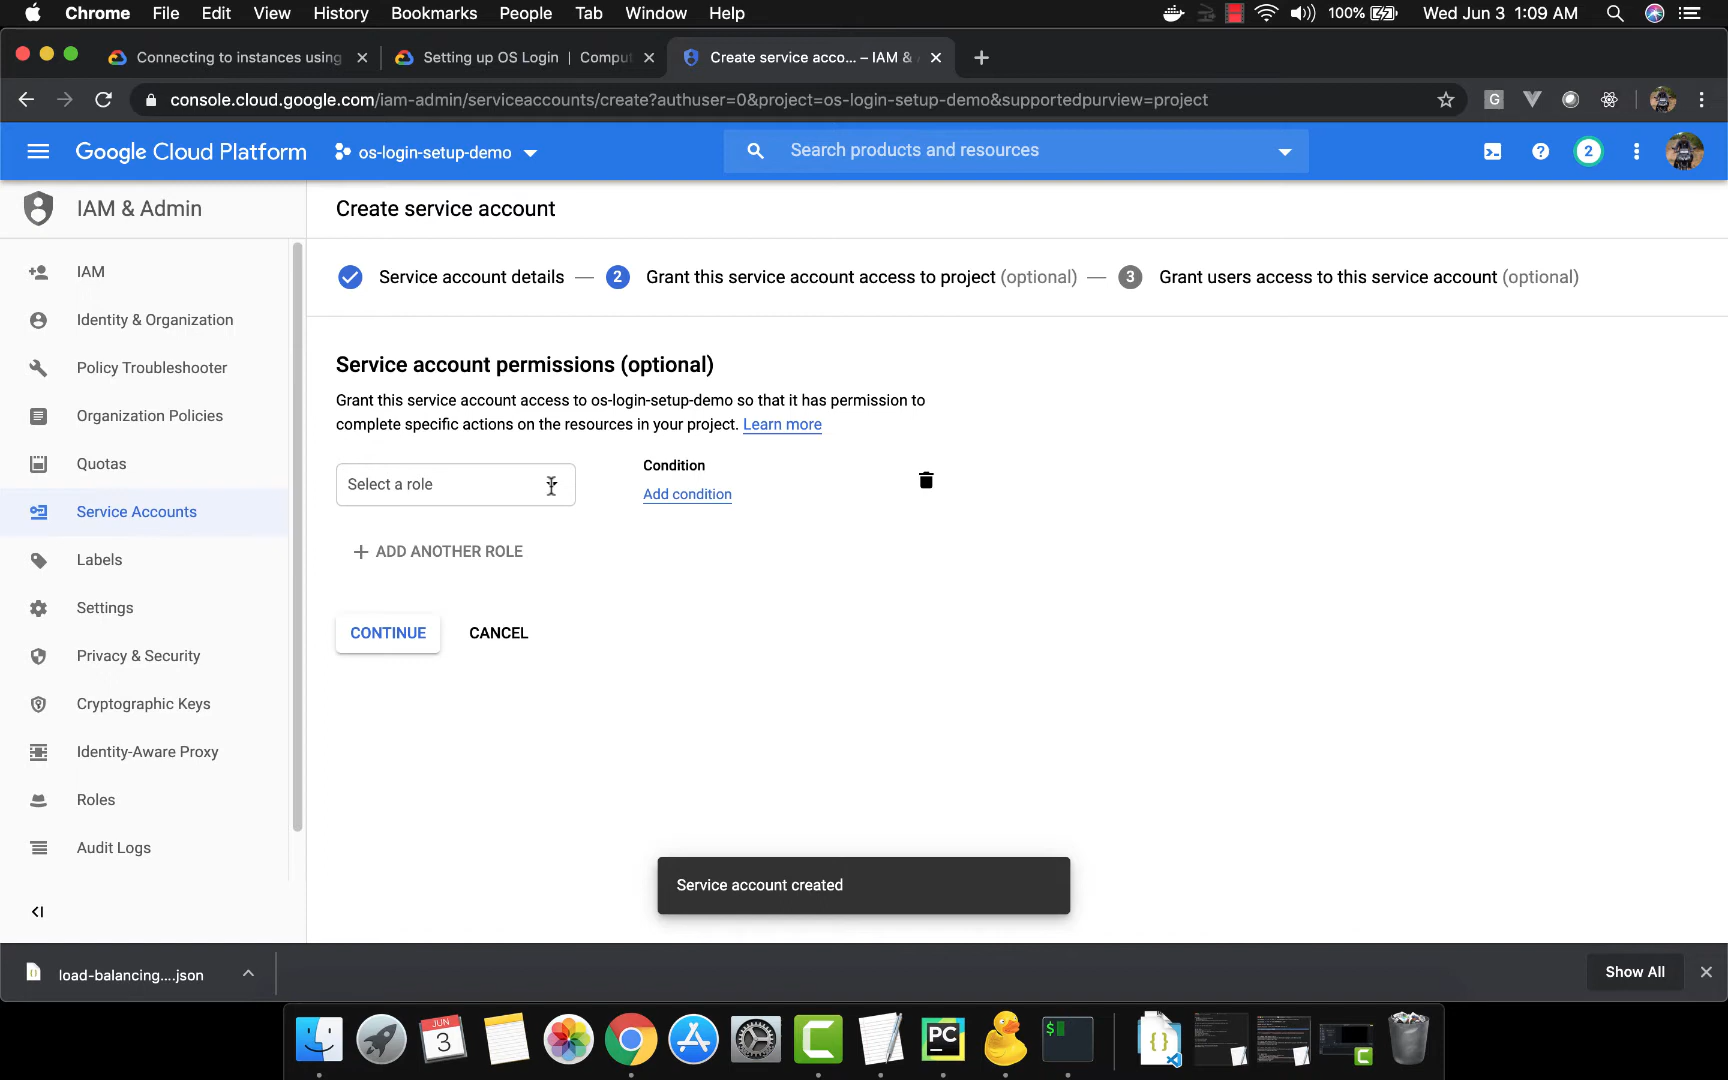 Chrome File Edit View History Bookmarks People Tab Window Help 100% Wed Jun 3 1:09 AM
Connecting to instances using
Setting up OS Login | Comput
Create service acco... – IAM &
console.cloud.google.com/iam-admin/serviceaccounts/create?authuser=0&project=os-login-setup-demo&supportedpurview=project
G
Google Cloud Platform
os-login-setup-demo
Search products and resources
2
IAM & Admin
Create service account
IAM
Identity & Organization
Policy Troubleshooter
Organization Policies
Quotas
Service Accounts
Labels
Settings
Privacy & Security
Cryptographic Keys
Identity-Aware Proxy
Roles
Audit Logs
Service account details — 2 Grant this service account access to project (optional) — 3 Grant users access to this service account (optional)
Service account permissions (optional)
Grant this service account access to os-login-setup-demo so that it has permission to
complete specific actions on the resources in your project. Learn more
Select a role
Condition
Add condition
ADD ANOTHER ROLE
CONTINUE
CANCEL
Service account created
load-balancing....json
Show All
JUN
3
PC
$